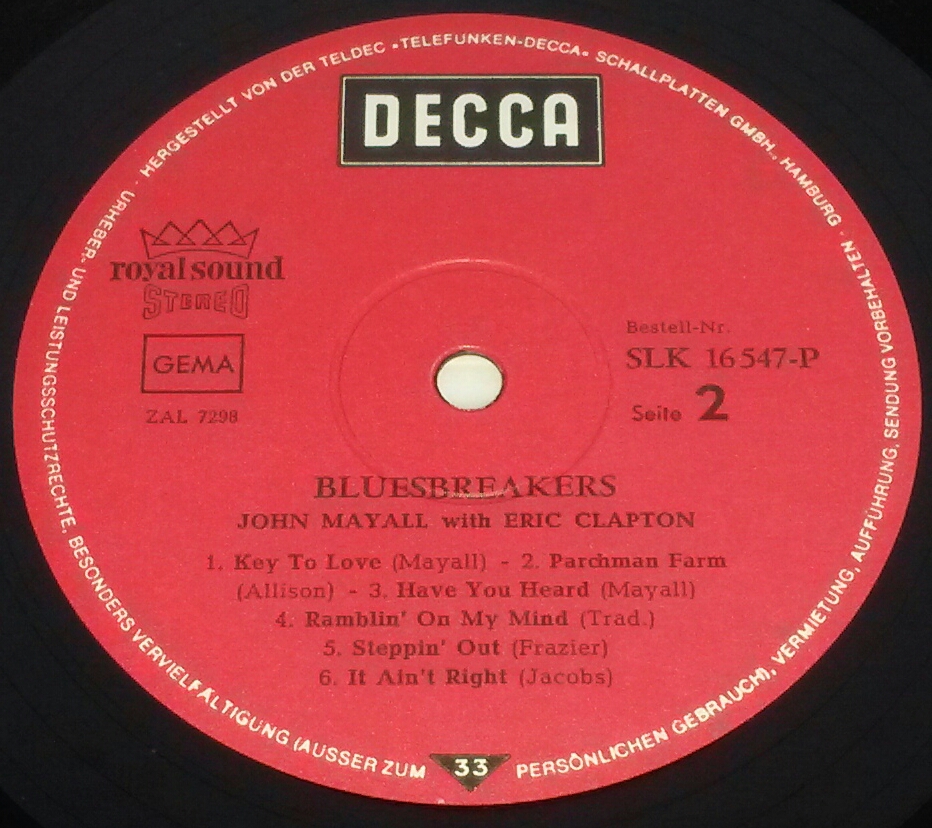 HERGESTELLT VON DER TELDEC •TELEFUNKEN-DECCA• SCHALLPLATTEN GMBH., HAMBURG · URHEBER- UND LEISTUNGSSCHUTZRECHTE, BESONDERS VERVIELFÄLTIGUNG (AUSSER ZUM PERSÖNLICHEN GEBRAUCH), VERMIETUNG, AUFFÜHRUNG, SENDUNG VORBEHALTEN ·
DECCA
royal sound
STEREO
GEMA
ZAL 7298
Bestell-Nr.
SLK 16 547-P
Seite 2
BLUESBREAKERS
JOHN MAYALL with ERIC CLAPTON
1. Key To Love (Mayall) - 2. Parchman Farm
(Allison) - 3. Have You Heard (Mayall)
4. Ramblin' On My Mind (Trad.)
5. Steppin' Out (Frazier)
6. It Ain't Right (Jacobs)
33